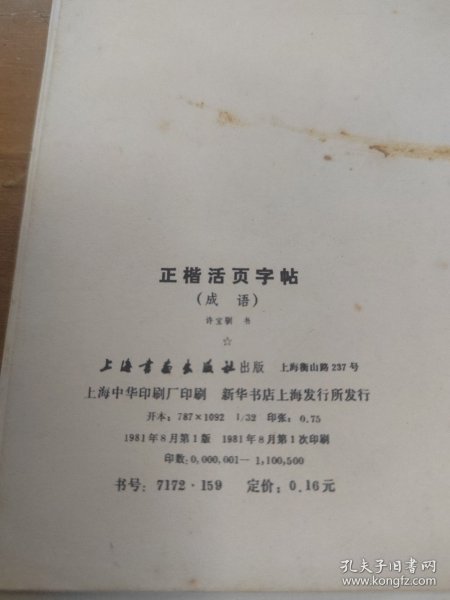 正楷活页字帖
(成 语)
许宝驯 书
☆
上海书画出版社出版 上海衡山路237号
上海中华印刷厂印刷 新华书店上海发行所发行
开本: 787×1092 1/32 印张: 0.75
1981年8月第1版 1981年8月第1次印刷
印数: 0,000,001—1,100,500
书号: 7172·159 定价: 0.16元
孔夫子旧书网
www.kongfz.com